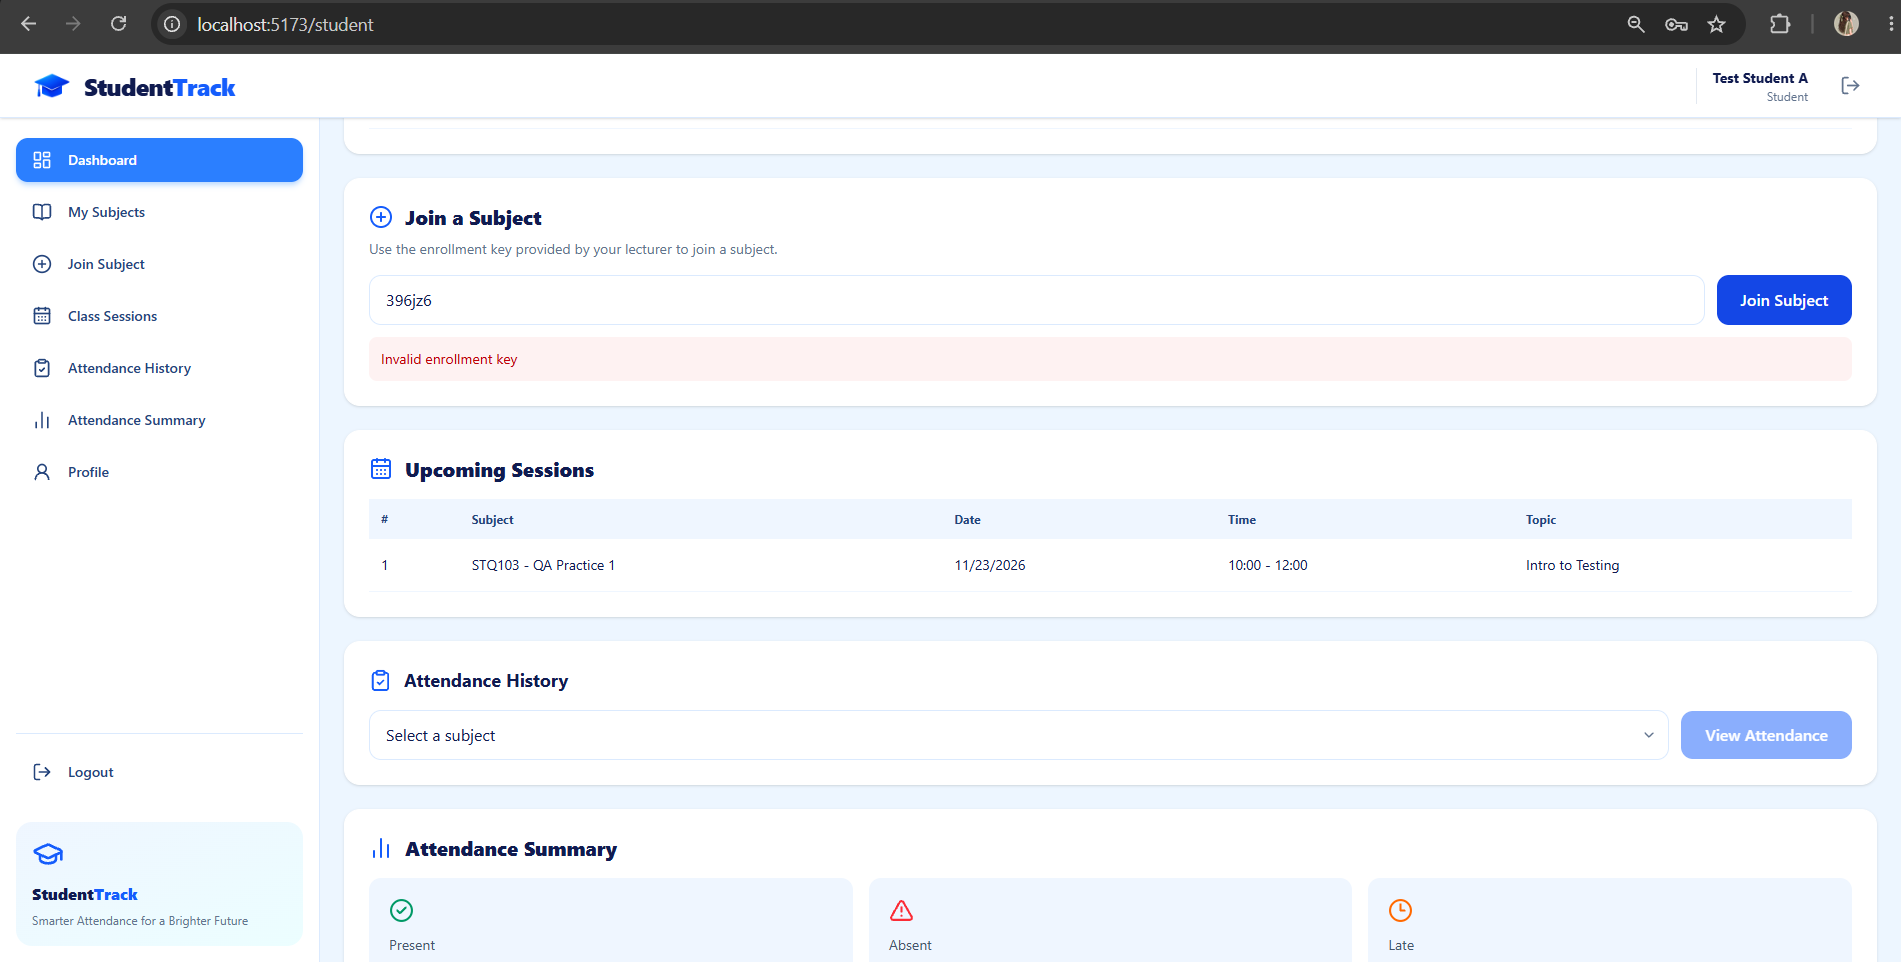 localhost:5173/student
StudentTrack
Test Student A
Student
Dashboard
My Subjects
Join Subject
Class Sessions
Attendance History
Attendance Summary
Profile
Logout
StudentTrack
Smarter Attendance for a Brighter Future
Join a Subject
Use the enrollment key provided by your lecturer to join a subject.
396jz6
Join Subject
Invalid enrollment key
Upcoming Sessions
# Subject Date Time Topic
1 STQ103 - QA Practice 1 11/23/2026 10:00 - 12:00 Intro to Testing
Attendance History
Select a subject
View Attendance
Attendance Summary
Present
Absent
Late